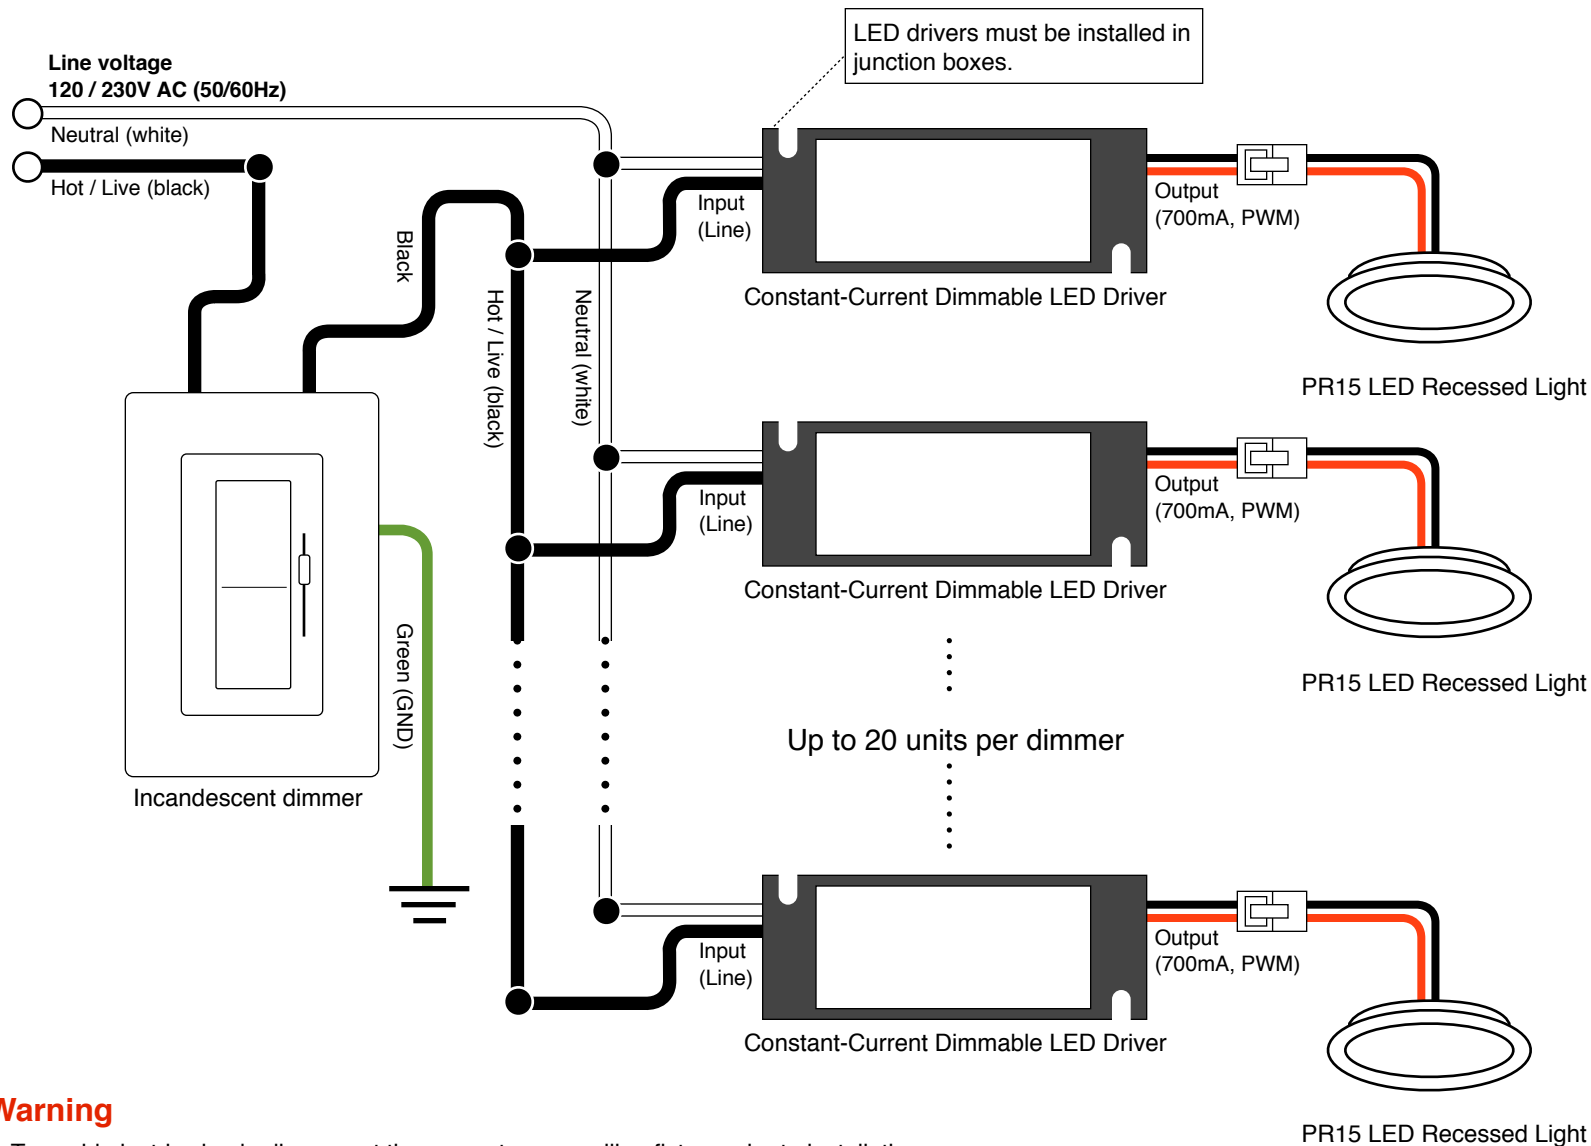 LED drivers must be installed in
junction boxes.
Line voltage
120 / 230V AC (50/60Hz)
Neutral (white)
Hot / Live (black)
Black
Hot / Live (black)
Neutral (white)
Input
(Line)
Output
(700mA, PWM)
Constant-Current Dimmable LED Driver
PR15 LED Recessed Light
Input
(Line)
Output
(700mA, PWM)
Constant-Current Dimmable LED Driver
PR15 LED Recessed Light
Green (GND)
Up to 20 units per dimmer
Incandescent dimmer
Input
(Line)
Output
(700mA, PWM)
Constant-Current Dimmable LED Driver
PR15 LED Recessed Light
Warning